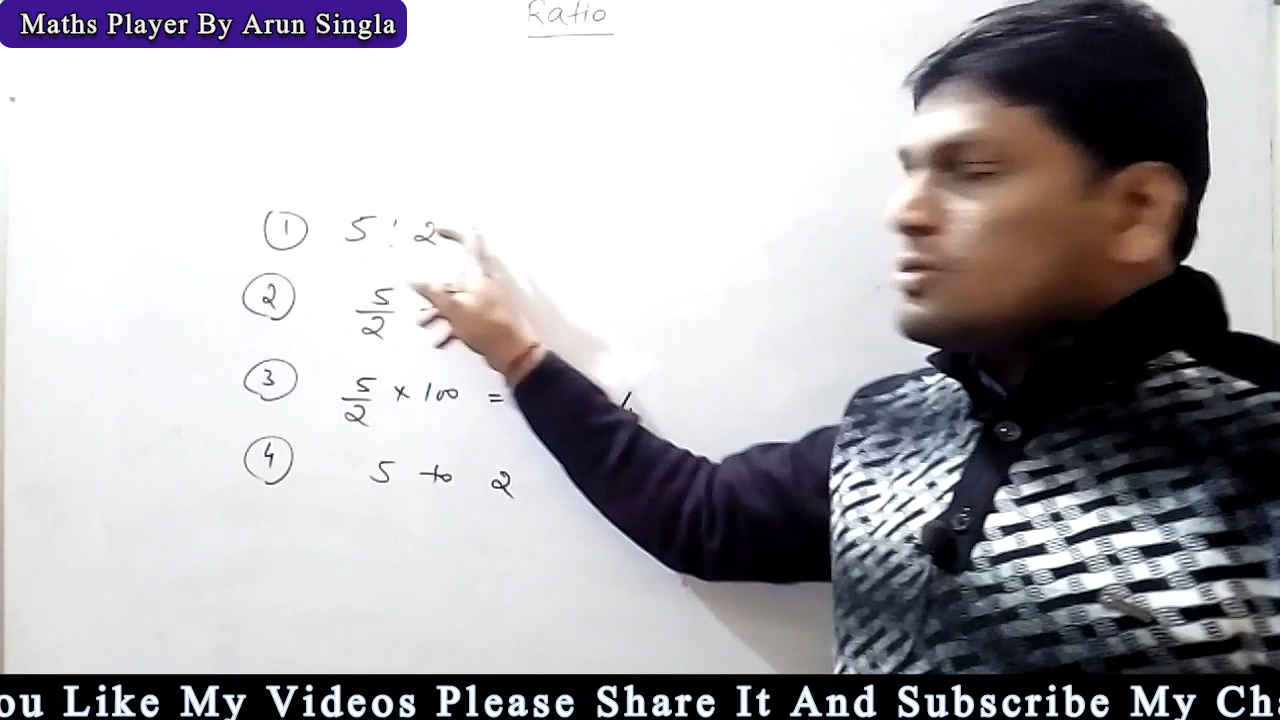 Maths Player By Arun Singla
Ratio
① 5 : 2
② 5/2
③ 5/2 × 100 =
④ 5 to 2
ou Like My Videos Please Share It And Subscribe My Cha